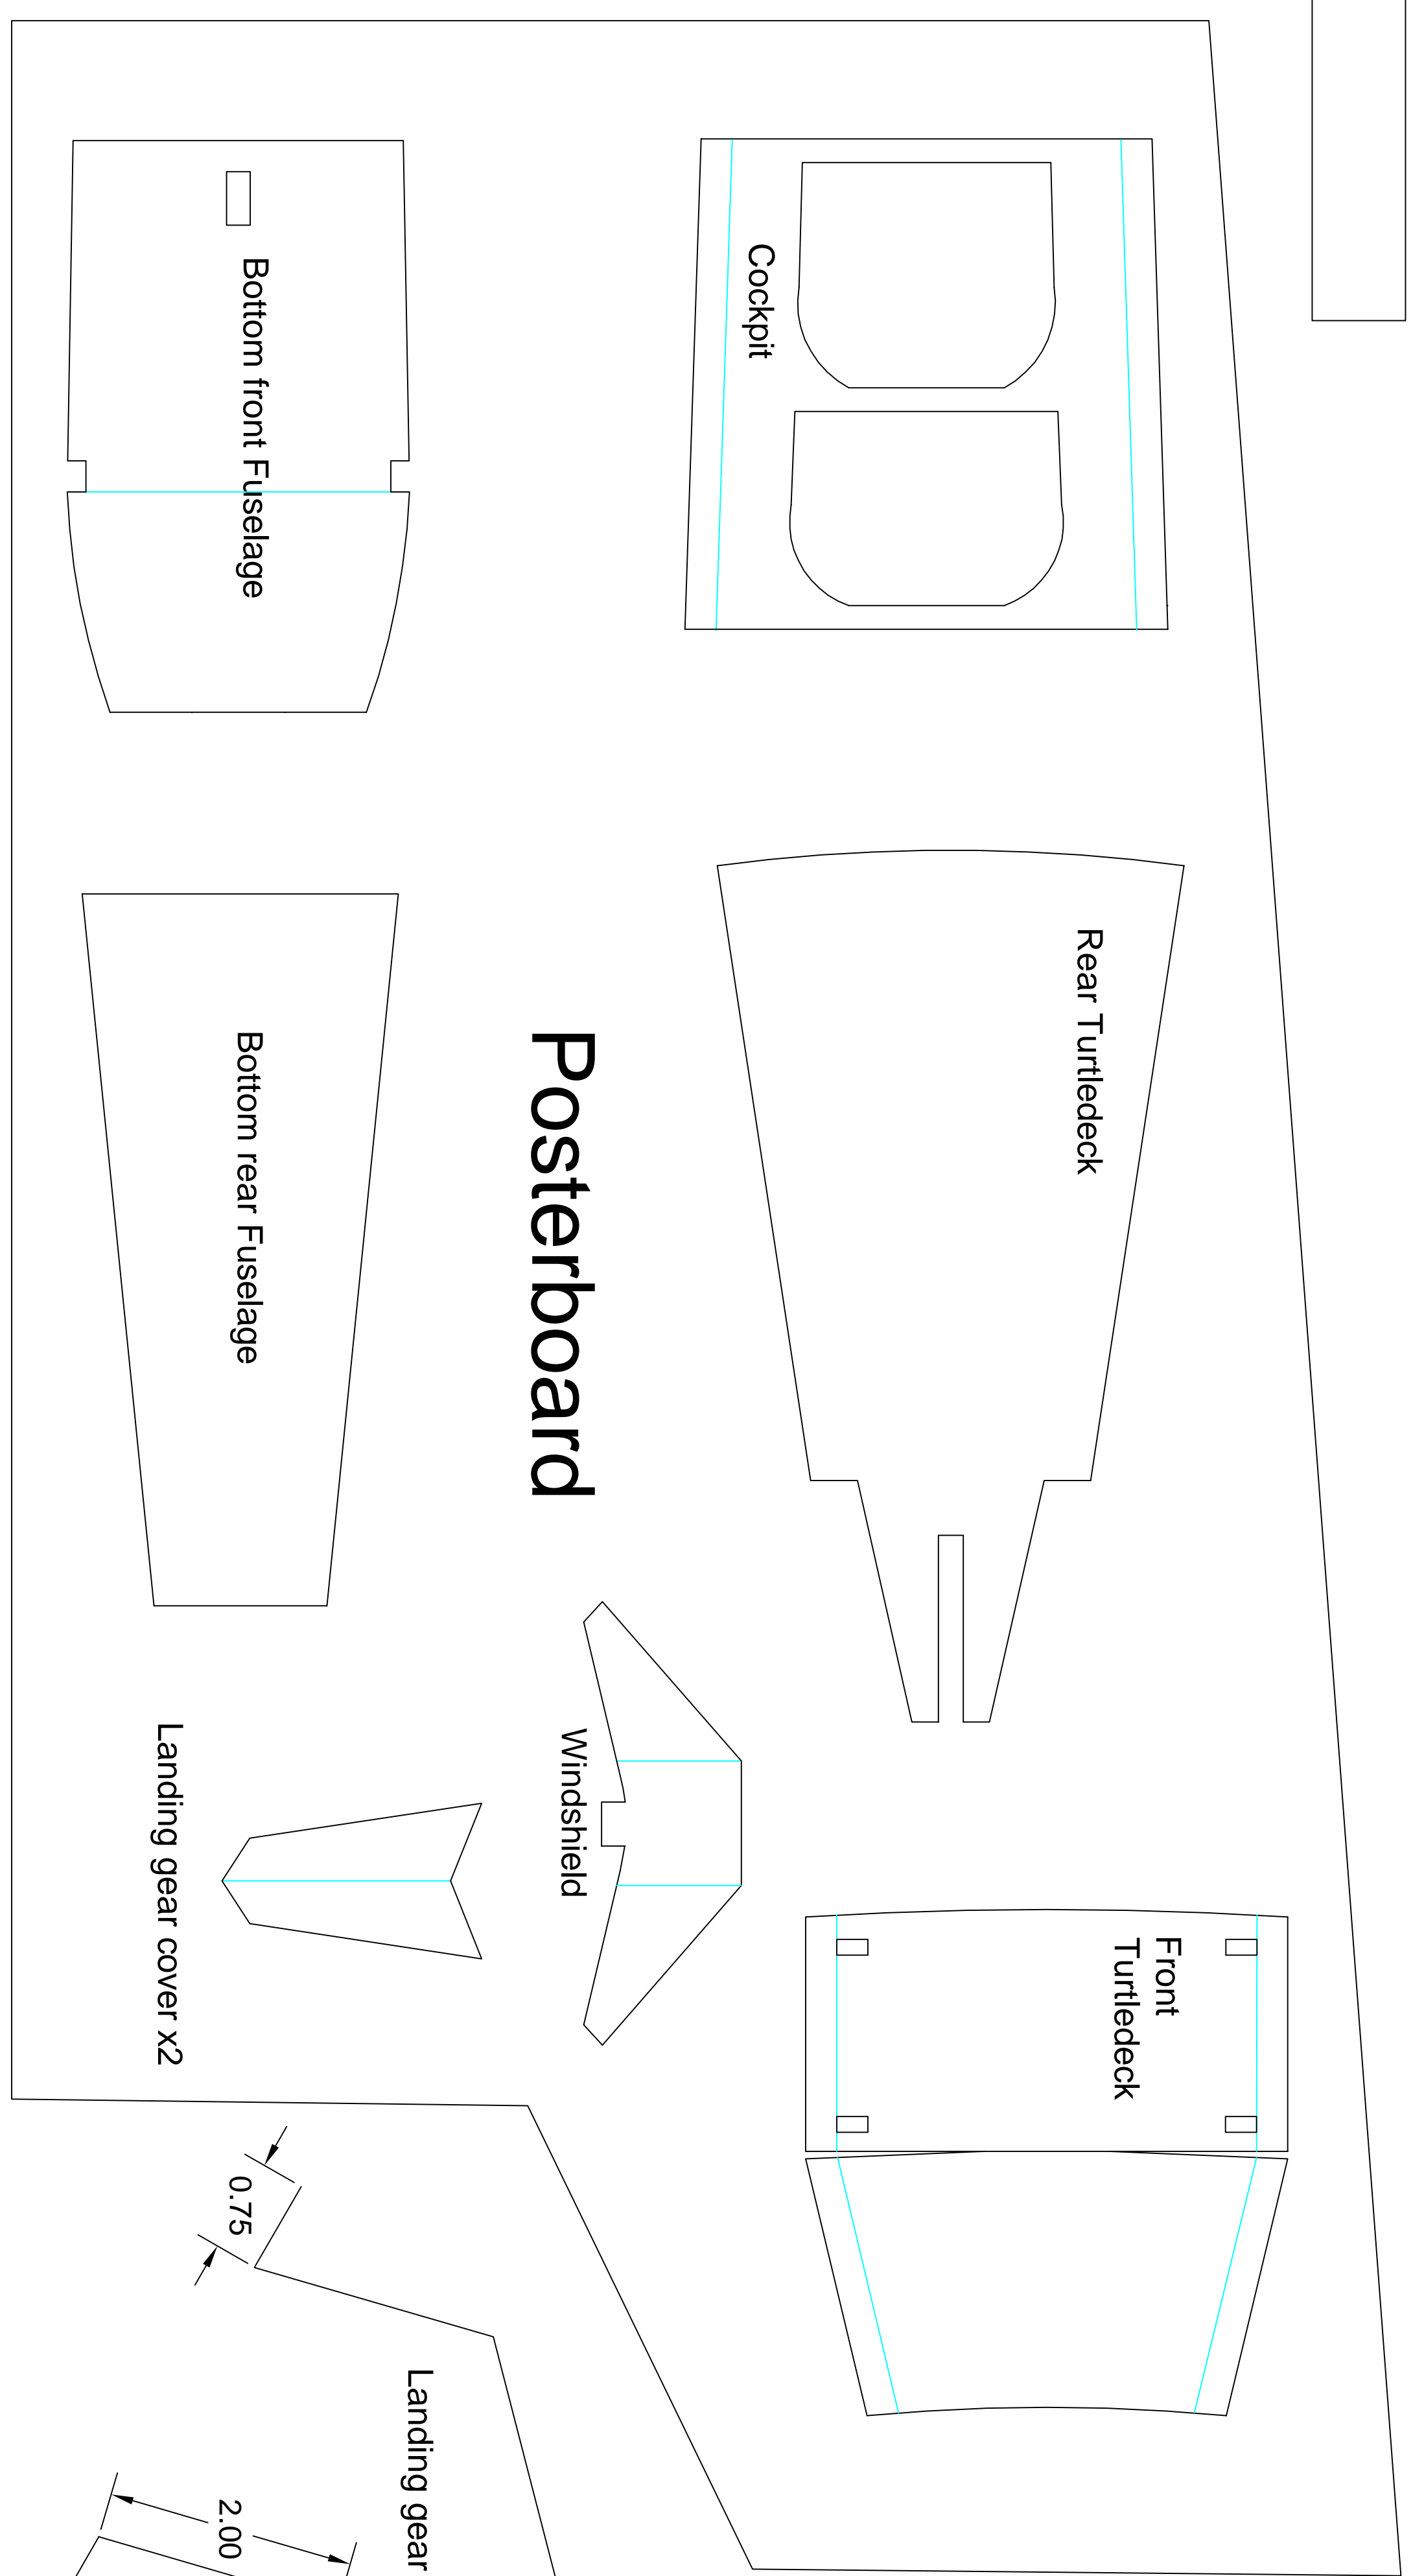 Cockpit
Bottom front Fuselage
Rear Turtledeck
Bottom rear Fuselage
Posterboard
Windshield
Landing gear cover x2
Front
Turtledeck
0.75
Landing gear
2.00